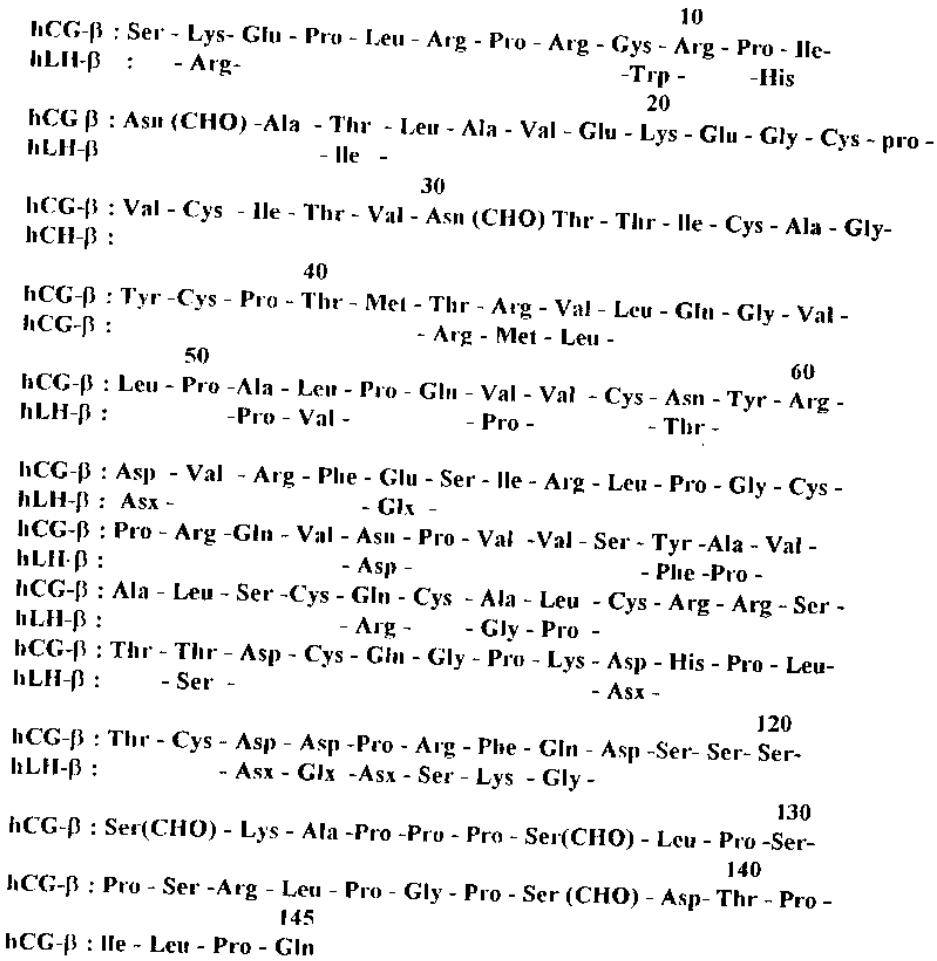 10
hCG-β : Ser - Lys- Glu - Pro - Leu - Arg - Pro - Arg - Gys - Arg - Pro - Ile-
hLH-β : - Arg- -Trp - -His
20
hCG β : Asn (CHO) -Ala - Thr - Leu - Ala - Val - Glu - Lys - Glu - Gly - Cys - pro -
hLH-β - Ile -
30
hCG-β : Val - Cys - Ile - Thr - Val - Asn (CHO) Thr - Thr - Ile - Cys - Ala - Gly-
hCH-β :
40
hCG-β : Tyr -Cys - Pro - Thr - Met - Thr - Arg - Val - Leu - Gln - Gly - Val -
hCG-β : - Arg - Met - Leu -
50 60
hCG-β : Leu - Pro -Ala - Leu - Pro - Gln - Val - Val - Cys - Asn - Tyr - Arg -
hLH-β : -Pro - Val - - Pro - - Thr -
hCG-β : Asp - Val - Arg - Phe - Glu - Ser - Ile - Arg - Leu - Pro - Gly - Cys -
hLH-β : Asx - - Glx -
hCG-β : Pro - Arg -Gln - Val - Asn - Pro - Val -Val - Ser - Tyr -Ala - Val -
hLH-β : - Asp - - Phe -Pro -
hCG-β : Ala - Leu - Ser -Cys - Gln - Cys - Ala - Leu - Cys - Arg - Arg - Ser -
hLH-β : - Arg - - Gly - Pro -
hCG-β : Thr - Thr - Asp - Cys - Gln - Gly - Pro - Lys - Asp - His - Pro - Leu-
hLH-β : - Ser - - Asx -
120
hCG-β : Thr - Cys - Asp - Asp -Pro - Arg - Phe - Gln - Asp -Ser- Ser- Ser-
hLH-β : - Asx - Glx -Asx - Ser - Lys - Gly -
130
hCG-β : Ser(CHO) - Lys - Ala -Pro -Pro - Pro - Ser(CHO) - Leu - Pro -Ser-
140
hCG-β : Pro - Ser -Arg - Leu - Pro - Gly - Pro - Ser (CHO) - Asp- Thr - Pro -
145
hCG-β : Ile - Leu - Pro - Gln